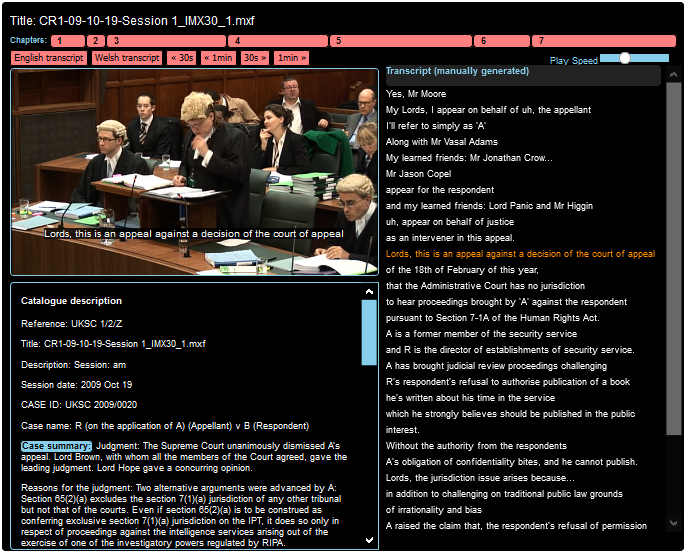 Title: CR1-09-10-19-Session 1_IMX30_1.mxf
Chapters: 1 2 3 4 5 6 7
English transcript Welsh transcript « 30s « 1min 30s » 1min »
Play Speed
Lords, this is an appeal against a decision of the court of appeal
Catalogue description
Reference: UKSC 1/2/Z
Title: CR1-09-10-19-Session 1_IMX30_1.mxf
Description: Session: am
Session date: 2009 Oct 19
CASE ID: UKSC 2009/0020
Case name: R (on the application of A) (Appellant) v B (Respondent)
Case summary: Judgment: The Supreme Court unanimously dismissed A's
appeal. Lord Brown, with whom all the members of the Court agreed, gave
the leading judgment. Lord Hope gave a concurring opinion.
Reasons for the judgment: Two alternative arguments were advanced by A:
Section 65(2)(a) excludes the section 7(1)(a) jurisdiction of any other tribunal
but not that of the courts. Even if section 65(2)(a) is to be construed as
conferring exclusive section 7(1)(a) jurisdiction on the IPT, it does so only in
respect of proceedings against the intelligence services arising out of the
exercise of one of the investigatory powers regulated by RIPA.
Transcript (manually generated)
Yes, Mr Moore
My Lords, I appear on behalf of uh, the appellant
I'll refer to simply as 'A'
Along with Mr Vasal Adams
My learned friends: Mr Jonathan Crow...
Mr Jason Copel
appear for the respondent
and my learned friends: Lord Panic and Mr Higgin
uh, appear on behalf of justice
as an intervener in this appeal.
Lords, this is an appeal against a decision of the court of appeal
of the 18th of February of this year,
that the Administrative Court has no jurisdiction
to hear proceedings brought by 'A' against the respondent
pursuant to Section 7-1A of the Human Rights Act.
A is a former member of the security service
and R is the director of establishments of security service.
A has brought judicial review proceedings challenging
R's respondent's refusal to authorise publication of a book
he's written about his time in the service
which he strongly believes should be published in the public
interest.
Without the authority from the respondents
A's obligation of confidentiality bites, and he cannot publish.
Lords, the jurisdiction issue arises because...
in addition to challenging on traditional public law grounds
of irrationality and bias
A raised the claim that, the respondent's refusal of permission